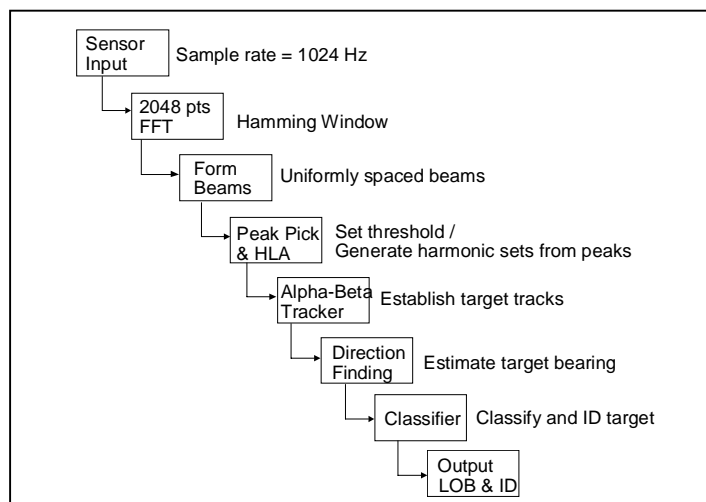 Sensor
Input
Sample rate = 1024 Hz
2048 pts
FFT
Hamming Window
Form
Beams
Uniformly spaced beams
Peak Pick
& HLA
Set threshold /
Generate harmonic sets from peaks
Alpha-Beta
Tracker
Establish target tracks
Direction
Finding
Estimate target bearing
Classifier
Classify and ID target
Output
LOB & ID